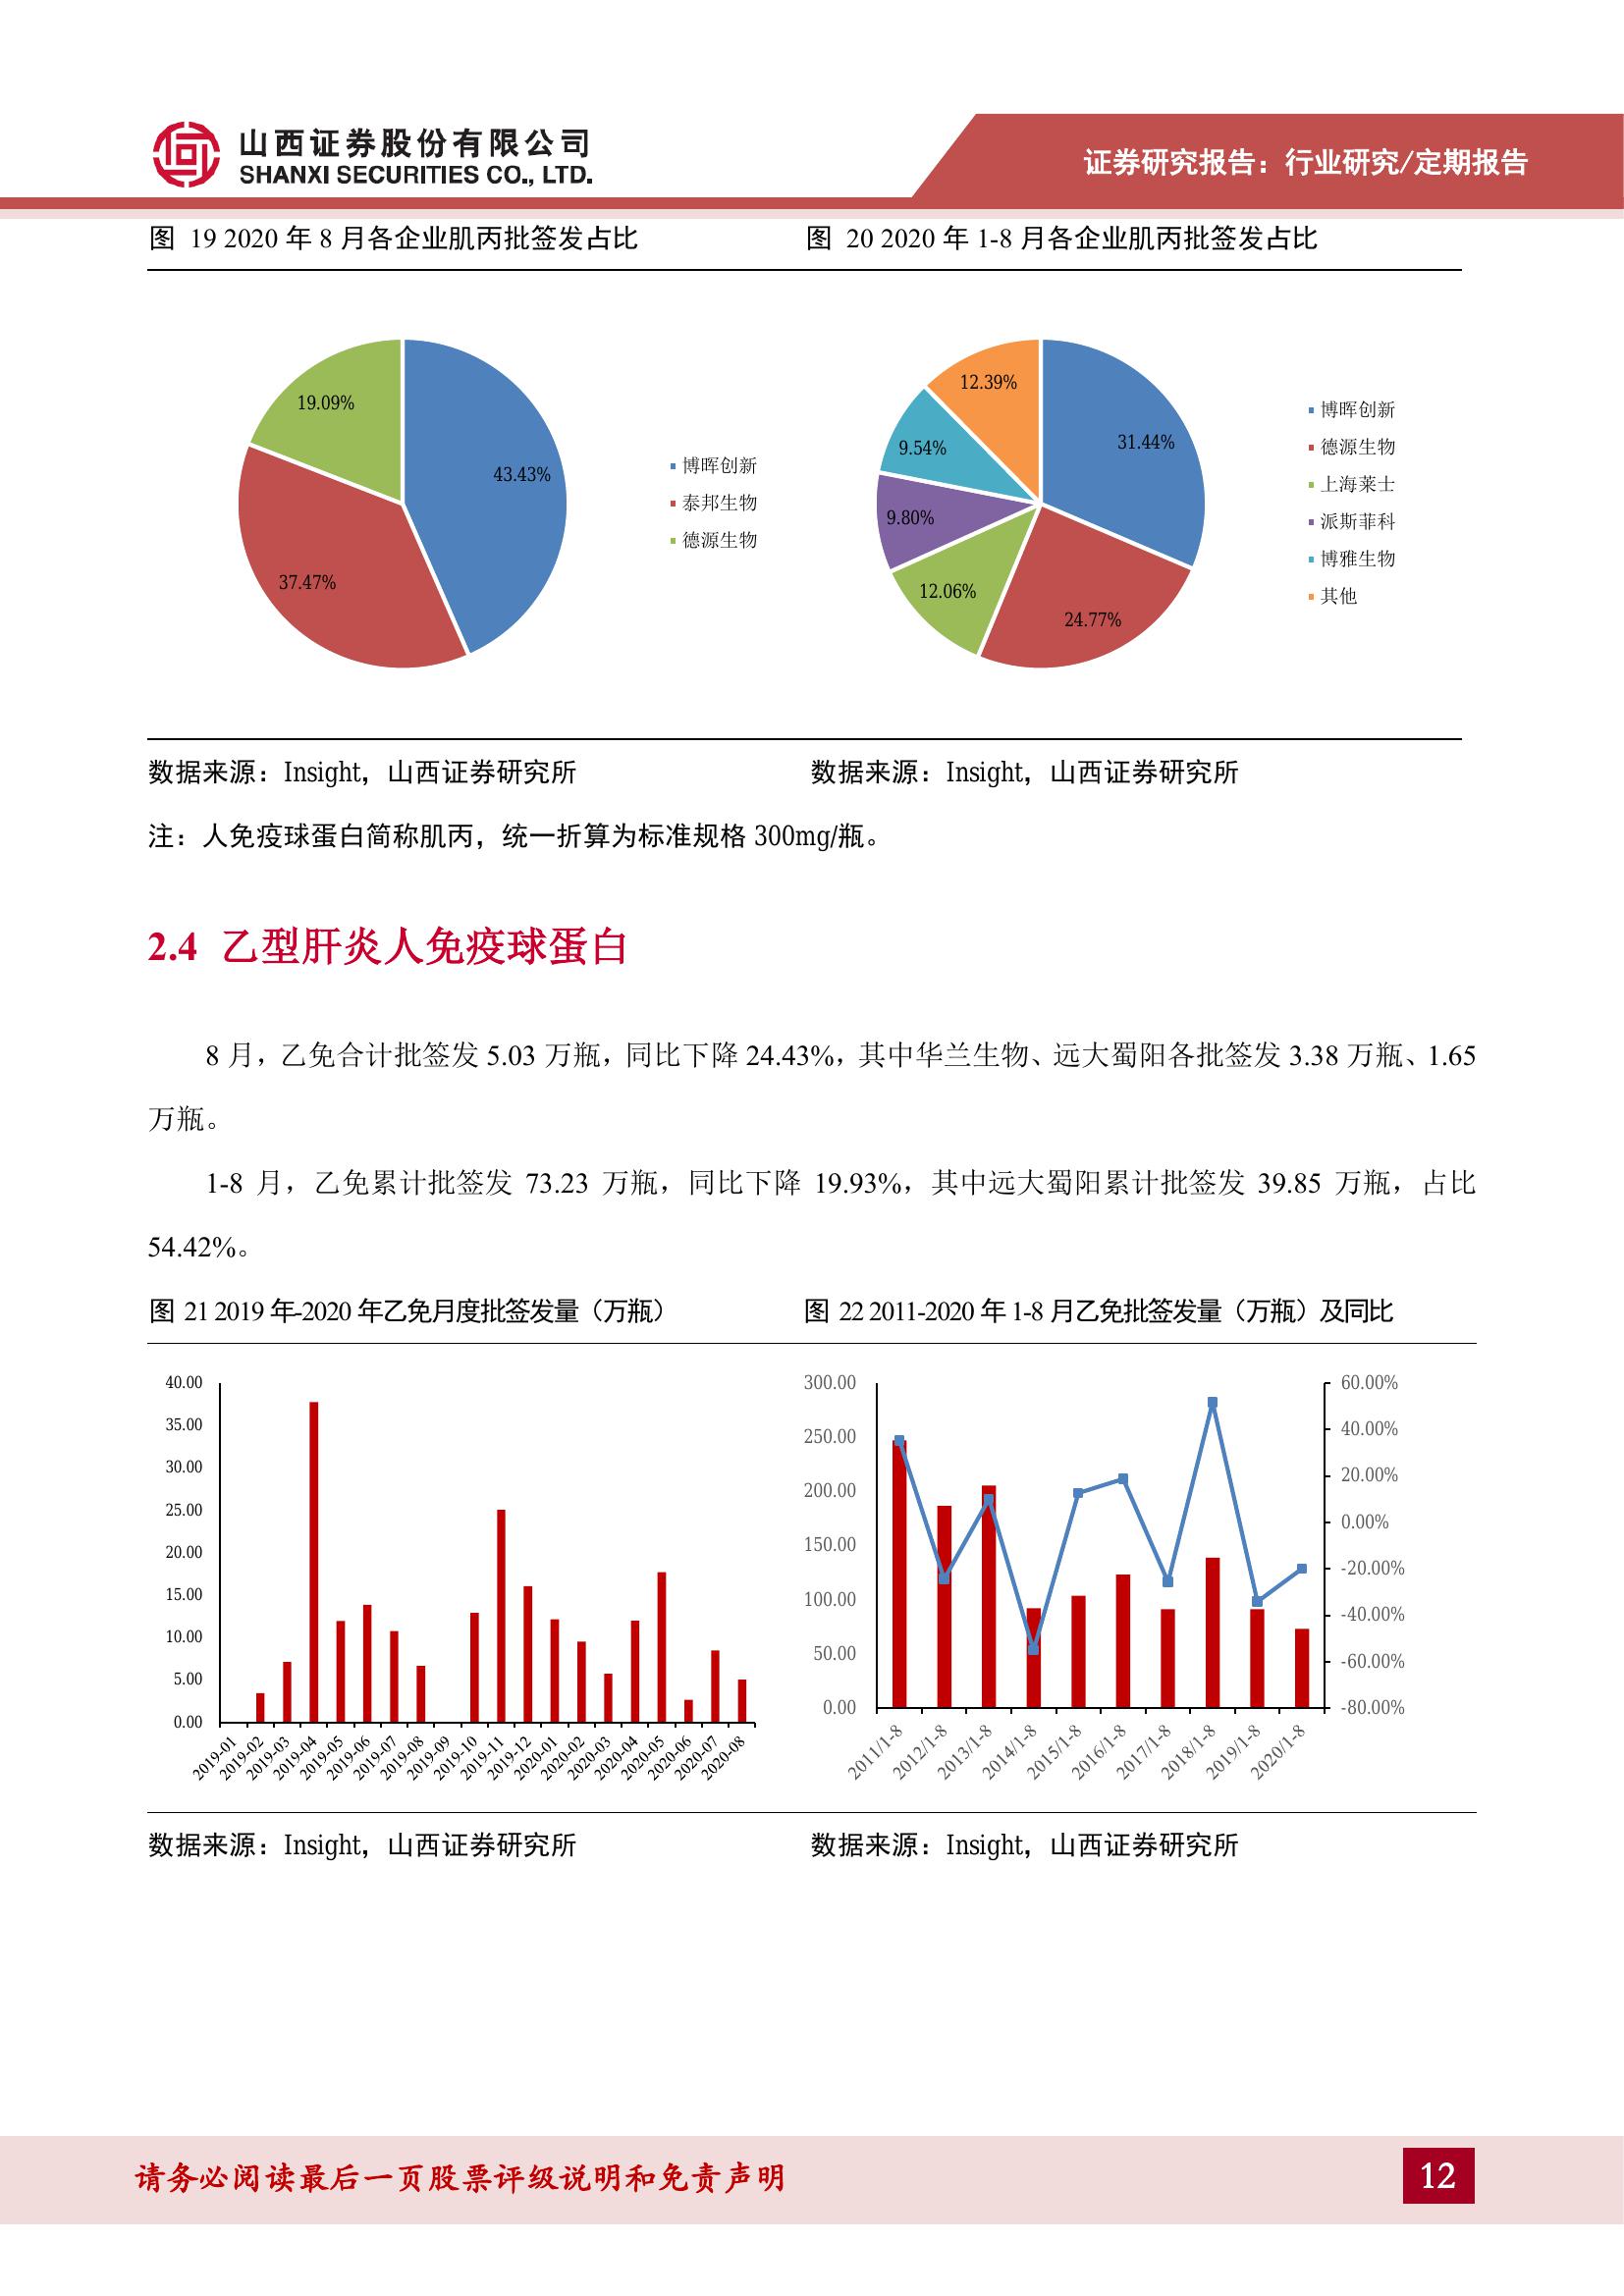 山西证券股份有限公司
SHANXI SECURITIES CO., LTD.
证券研究报告：行业研究/定期报告
图 19 2020 年 8 月各企业肌丙批签发占比
图 20 2020 年 1-8 月各企业肌丙批签发占比
19.09%
43.43%
37.47%
博晖创新
泰邦生物
德源生物
12.39%
31.44%
9.54%
9.80%
12.06%
24.77%
博晖创新
德源生物
上海莱士
派斯菲科
博雅生物
其他
数据来源：Insight，山西证券研究所
数据来源：Insight，山西证券研究所
注：人免疫球蛋白简称肌丙，统一折算为标准规格 300mg/瓶。
2.4 乙型肝炎人免疫球蛋白
8 月，乙免合计批签发 5.03 万瓶，同比下降 24.43%，其中华兰生物、远大蜀阳各批签发 3.38 万瓶、1.65
万瓶。
1-8 月，乙免累计批签发 73.23 万瓶，同比下降 19.93%，其中远大蜀阳累计批签发 39.85 万瓶，占比
54.42%。
图 21 2019 年-2020 年乙免月度批签发量（万瓶）
图 22 2011-2020 年 1-8 月乙免批签发量（万瓶）及同比
40.00
35.00
30.00
25.00
20.00
15.00
10.00
5.00
0.00
2019-01
2019-02
2019-03
2019-04
2019-05
2019-06
2019-07
2019-08
2019-09
2019-10
2019-11
2019-12
2020-01
2020-02
2020-03
2020-04
2020-05
2020-06
2020-07
2020-08
300.00
250.00
200.00
150.00
100.00
50.00
0.00
60.00%
40.00%
20.00%
0.00%
-20.00%
-40.00%
-60.00%
-80.00%
2011/1-8
2012/1-8
2013/1-8
2014/1-8
2015/1-8
2016/1-8
2017/1-8
2018/1-8
2019/1-8
2020/1-8
数据来源：Insight，山西证券研究所
数据来源：Insight，山西证券研究所
请务必阅读最后一页股票评级说明和免责声明
12